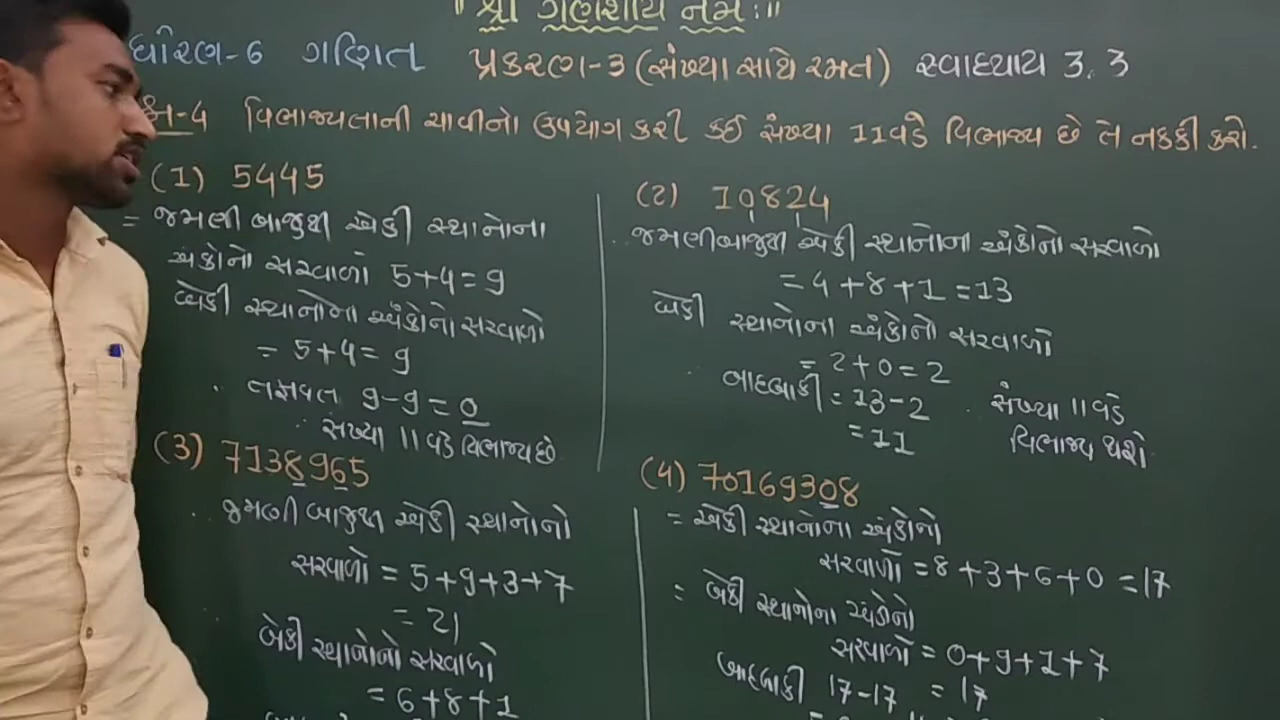 " શ્રી ગણેશાય નમઃ"
ધોરણ-6 ગણિત પ્રકરણ-3 (સંખ્યા સાથે રમત) સ્વાધ્યાય 3.3
-4 વિભાજ્યતાની ચાવીનો ઉપયોગ કરી કઈ સંખ્યા 11 વડે વિભાજ્ય છે તે નક્કી કરો.
(1) 5445
= જમણી બાજુથી એકી સ્થાનોના
અંકોનો સરવાળો 5+4=9
બેકી સ્થાનોના અંકોનો સરવાળો
= 5+4= 9
તફાવત 9-9=0
∴ સંખ્યા 11 વડે વિભાજ્ય છે
(2) 10824
જમણી બાજુથી એકી સ્થાનોના અંકોનો સરવાળો
= 4+8+1=13
બેકી સ્થાનોના અંકોનો સરવાળો
= 2+0=2
બાદબાકી = 13-2
= 11
∴ સંખ્યા 11 વડે
વિભાજ્ય થશે
(3) 7138965
જમણી બાજુથી એકી સ્થાનોનો
સરવાળો = 5+9+3+7
= 21
બેકી સ્થાનોનો સરવાળો
= 6+8+1
(4) 70169308
= એકી સ્થાનોના અંકોનો
સરવાળો = 8+3+6+0 =17
= બેકી સ્થાનોના અંકોનો
સરવાળો = 0+9+1+7
= 17
બાદબાકી 17-17